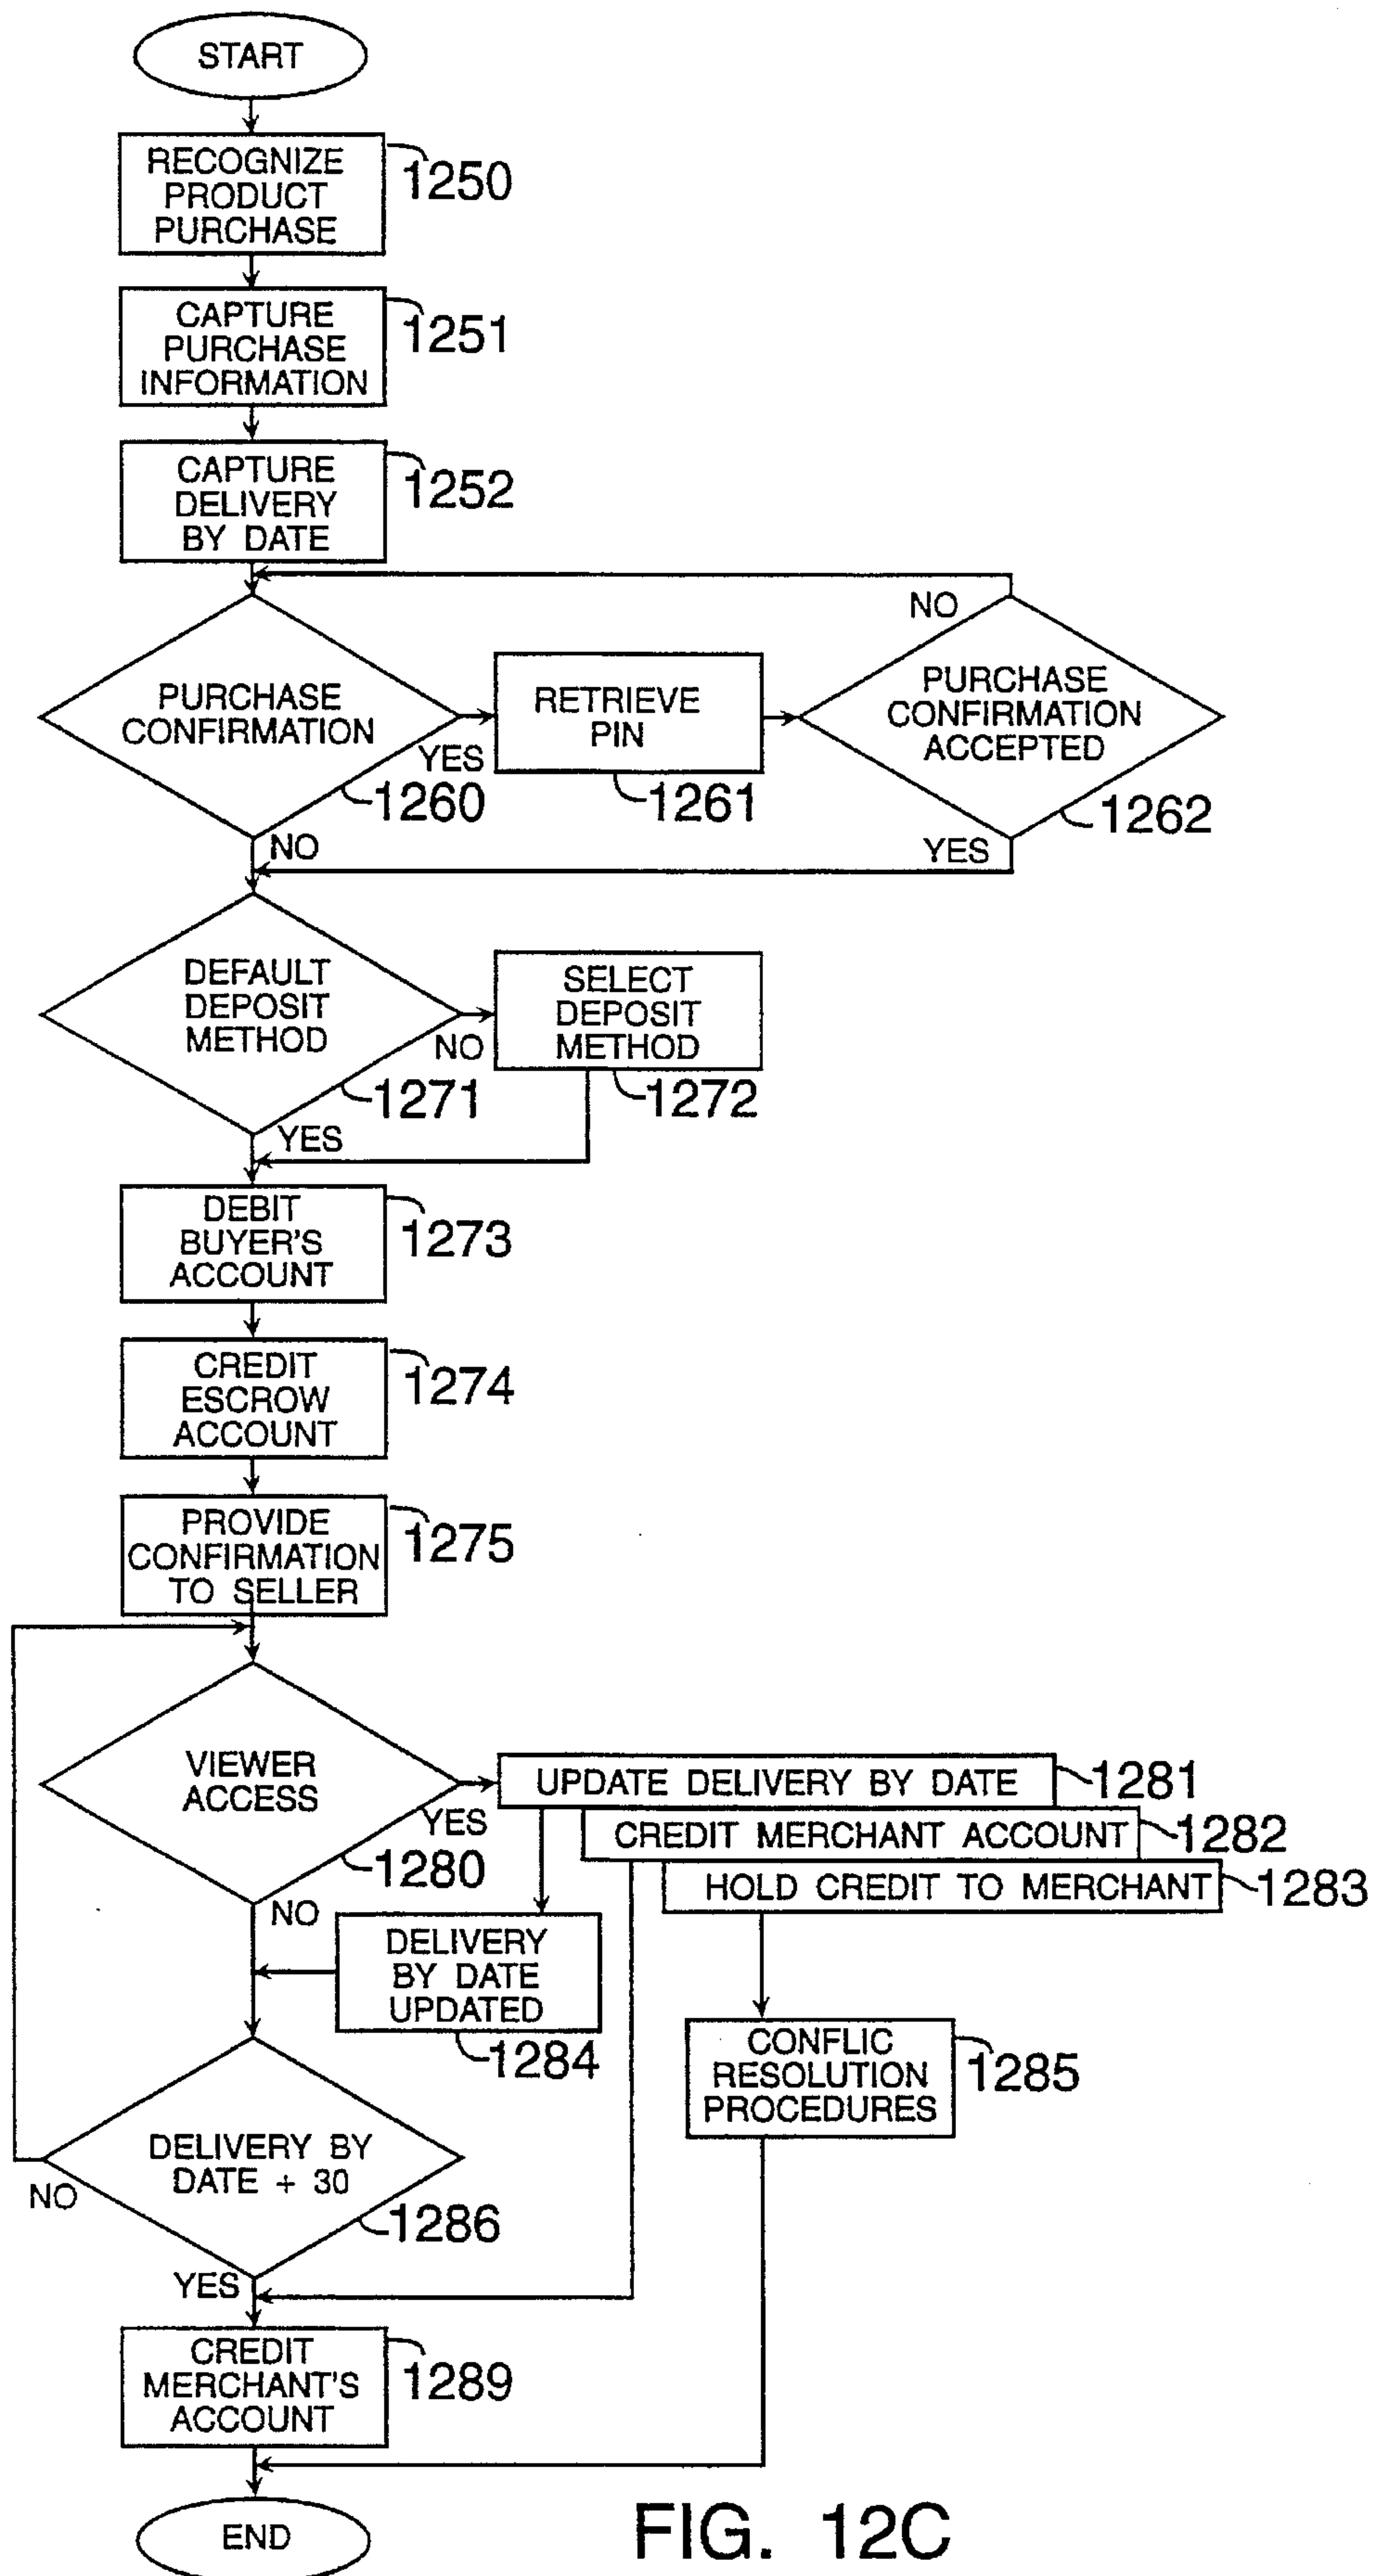 START
RECOGNIZE
PRODUCT
PURCHASE
1250
CAPTURE
PURCHASE
INFORMATION
1251
CAPTURE
DELIVERY
BY DATE
1252
PURCHASE
CONFIRMATION
YES
1260
NO
RETRIEVE
PIN
1261
NO
PURCHASE
CONFIRMATION
ACCEPTED
1262
YES
DEFAULT
DEPOSIT
METHOD
NO
1271
YES
SELECT
DEPOSIT
METHOD
1272
DEBIT
BUYER'S
ACCOUNT
1273
CREDIT
ESCROW
ACCOUNT
1274
PROVIDE
CONFIRMATION
TO SELLER
1275
VIEWER
ACCESS
YES
1280
NO
UPDATE DELIVERY BY DATE
1281
CREDIT MERCHANT ACCOUNT
1282
HOLD CREDIT TO MERCHANT
1283
DELIVERY
BY DATE
UPDATED
1284
CONFLIC
RESOLUTION
PROCEDURES
1285
DELIVERY BY
DATE + 30
NO
1286
YES
CREDIT
MERCHANT'S
ACCOUNT
1289
END
FIG. 12C